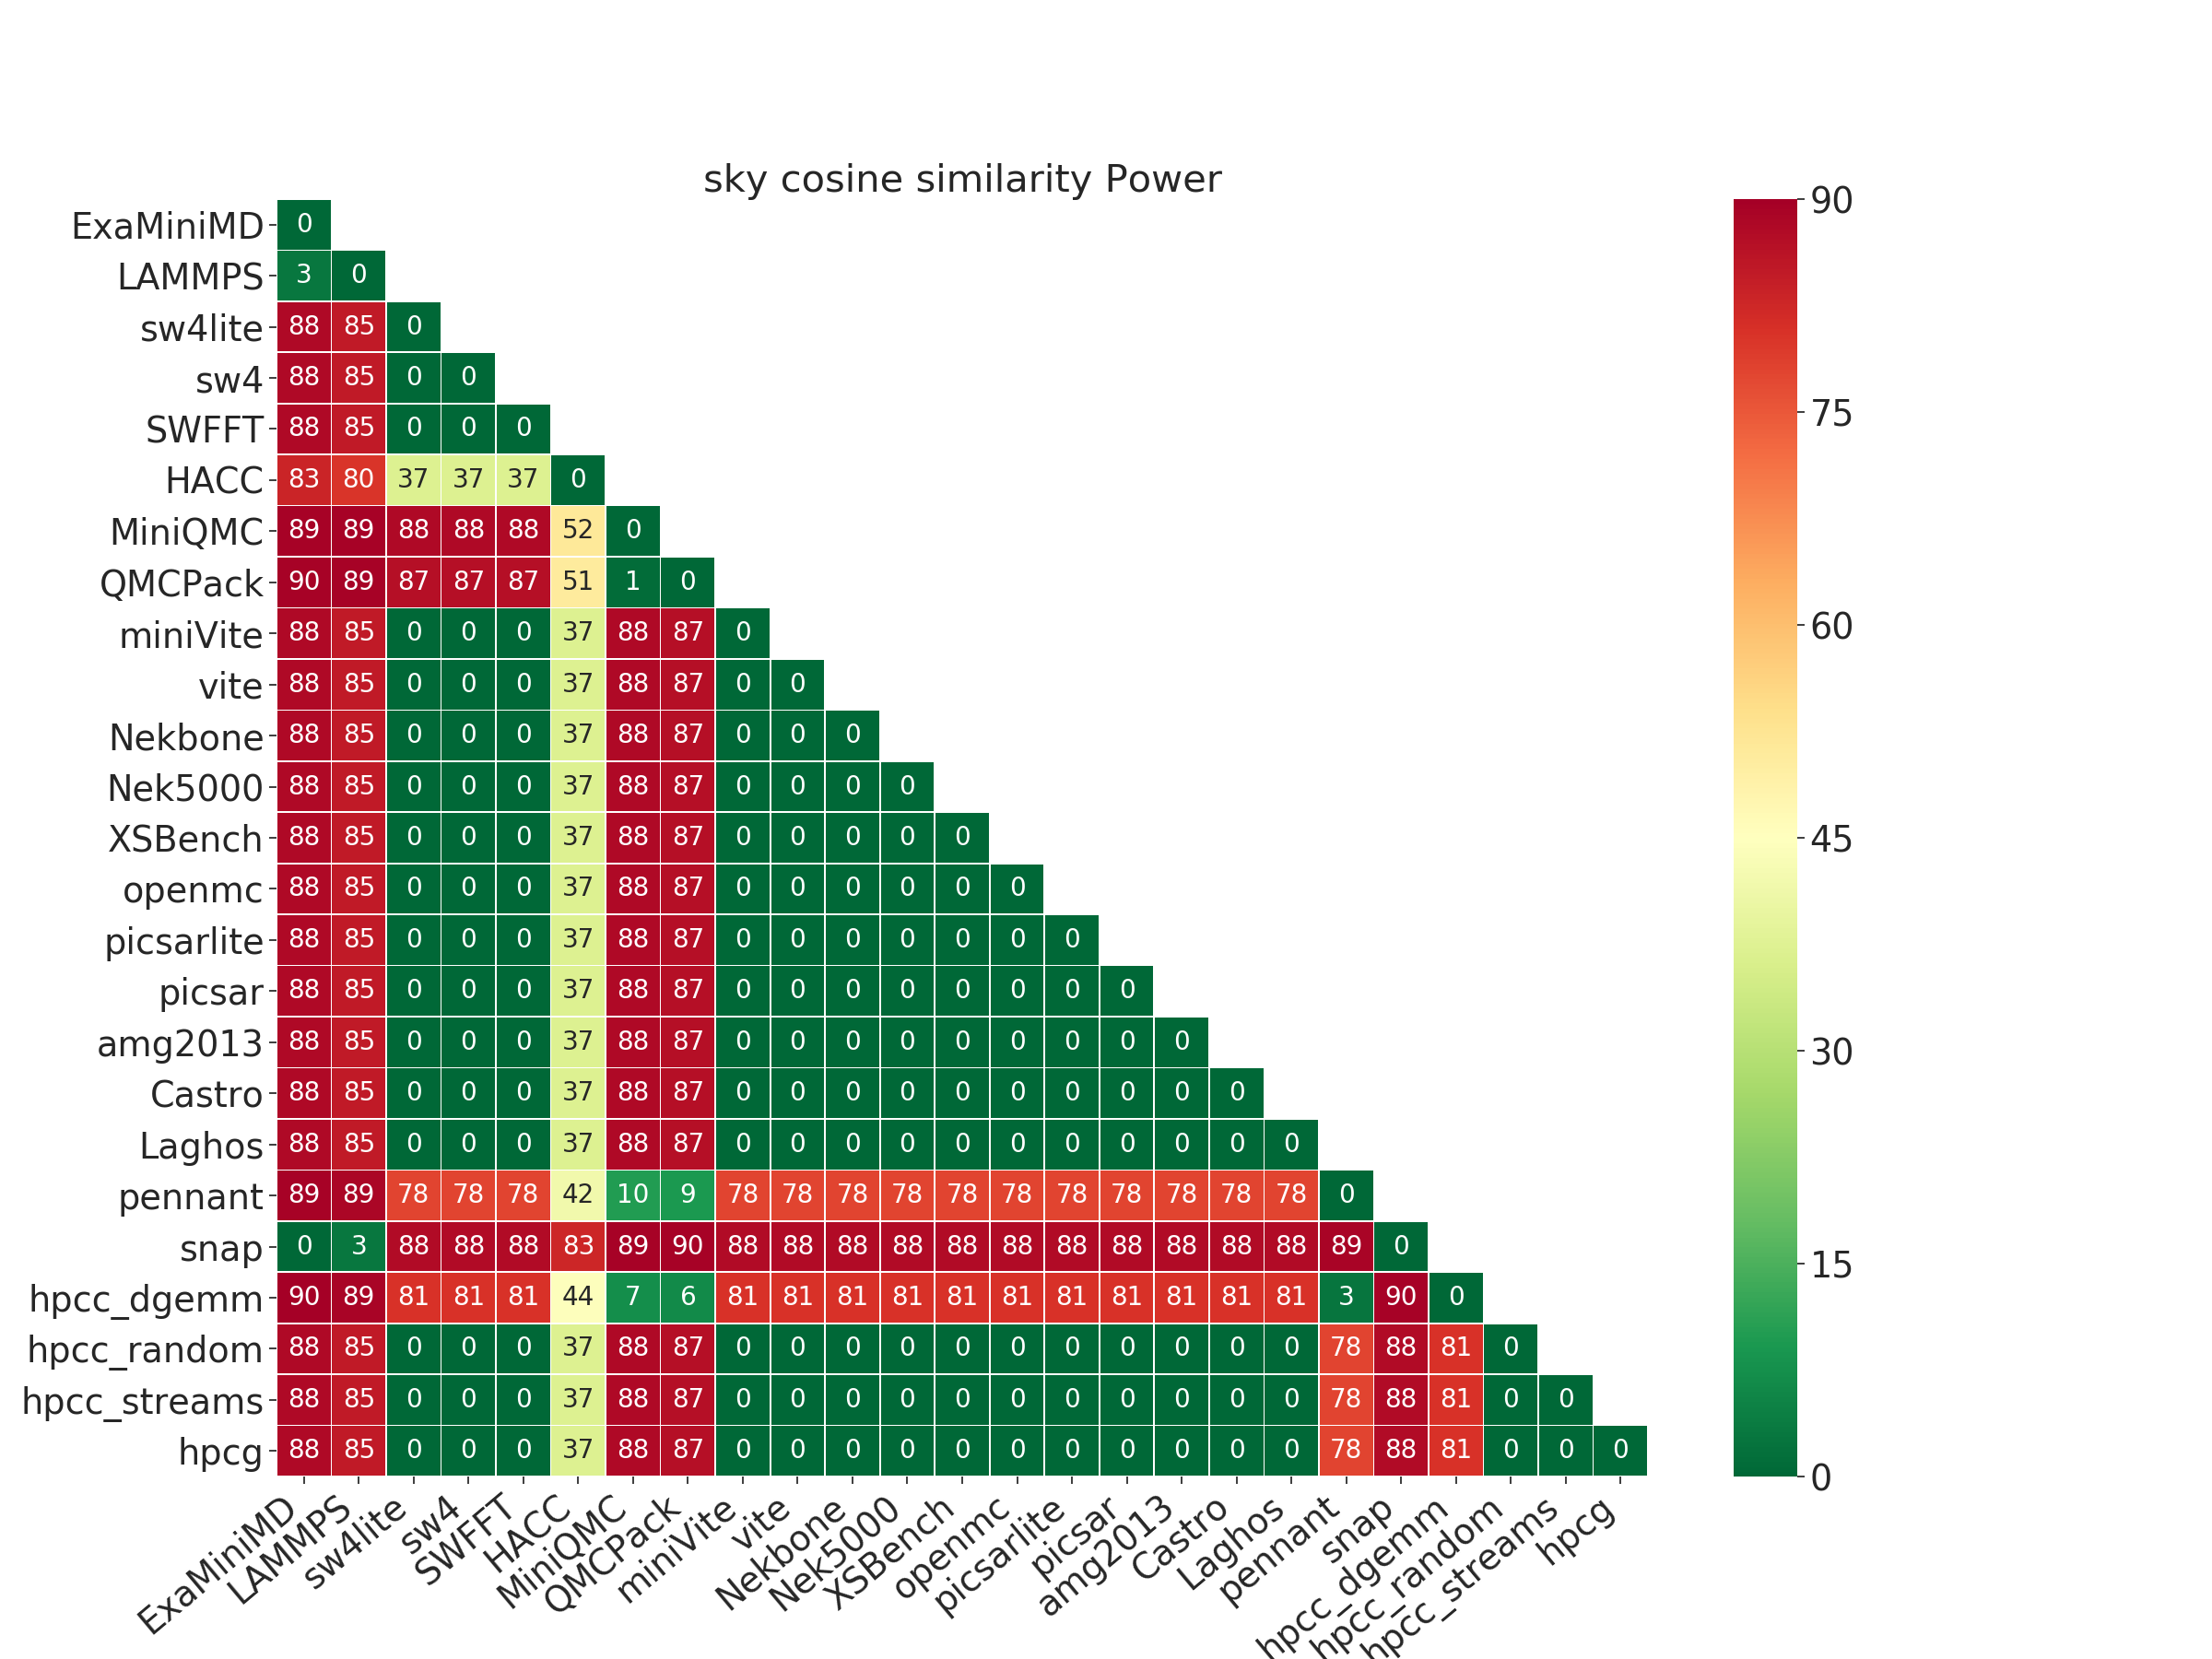 sky cosine similarity Power
ExaMiniMD 0
LAMMPS 3 0
sw4lite 88 85 0
sw4 88 85 0 0
SWFFT 88 85 0 0 0
HACC 83 80 37 37 37 0
MiniQMC 89 89 88 88 88 52 0
QMCPack 90 89 87 87 87 51 1 0
miniVite 88 85 0 0 0 37 88 87 0
vite 88 85 0 0 0 37 88 87 0 0
Nekbone 88 85 0 0 0 37 88 87 0 0 0
Nek5000 88 85 0 0 0 37 88 87 0 0 0 0
XSBench 88 85 0 0 0 37 88 87 0 0 0 0 0
openmc 88 85 0 0 0 37 88 87 0 0 0 0 0 0
picsarlite 88 85 0 0 0 37 88 87 0 0 0 0 0 0 0
picsar 88 85 0 0 0 37 88 87 0 0 0 0 0 0 0 0
amg2013 88 85 0 0 0 37 88 87 0 0 0 0 0 0 0 0 0
Castro 88 85 0 0 0 37 88 87 0 0 0 0 0 0 0 0 0 0
Laghos 88 85 0 0 0 37 88 87 0 0 0 0 0 0 0 0 0 0 0
pennant 89 89 78 78 78 42 10 9 78 78 78 78 78 78 78 78 78 78 78 0
snap 0 3 88 88 88 83 89 90 88 88 88 88 88 88 88 88 88 88 88 89 0
hpcc_dgemm 90 89 81 81 81 44 7 6 81 81 81 81 81 81 81 81 81 81 81 3 90 0
hpcc_random 88 85 0 0 0 37 88 87 0 0 0 0 0 0 0 0 0 0 0 78 88 81 0
hpcc_streams 88 85 0 0 0 37 88 87 0 0 0 0 0 0 0 0 0 0 0 78 88 81 0 0
hpcg 88 85 0 0 0 37 88 87 0 0 0 0 0 0 0 0 0 0 0 78 88 81 0 0 0
ExaMiniMD
LAMMPS
sw4lite
sw4
SWFFT
HACC
MiniQMC
QMCPack
miniVite
vite
Nekbone
Nek5000
XSBench
openmc
picsarlite
picsar
amg2013
Castro
Laghos
pennant
snap
hpcc_dgemm
hpcc_random
hpcc_streams
hpcg
90
75
60
45
30
15
0